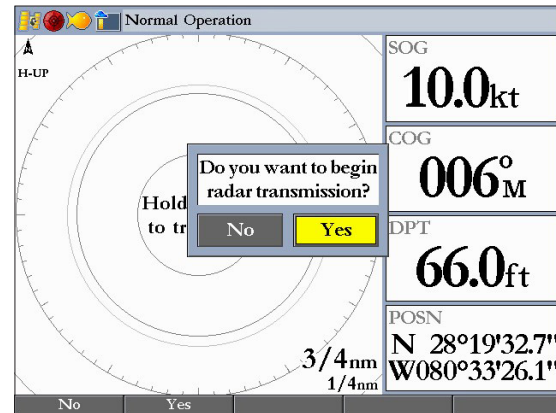 Normal Operation
H-UP
Hold
to tr
Do you want to begin
radar transmission?
No
Yes
3/4nm
1/4nm
SOG
10.0kt
COG
006°M
DPT
66.0ft
POSN
N 28°19'32.7"
W080°33'26.1"
No
Yes